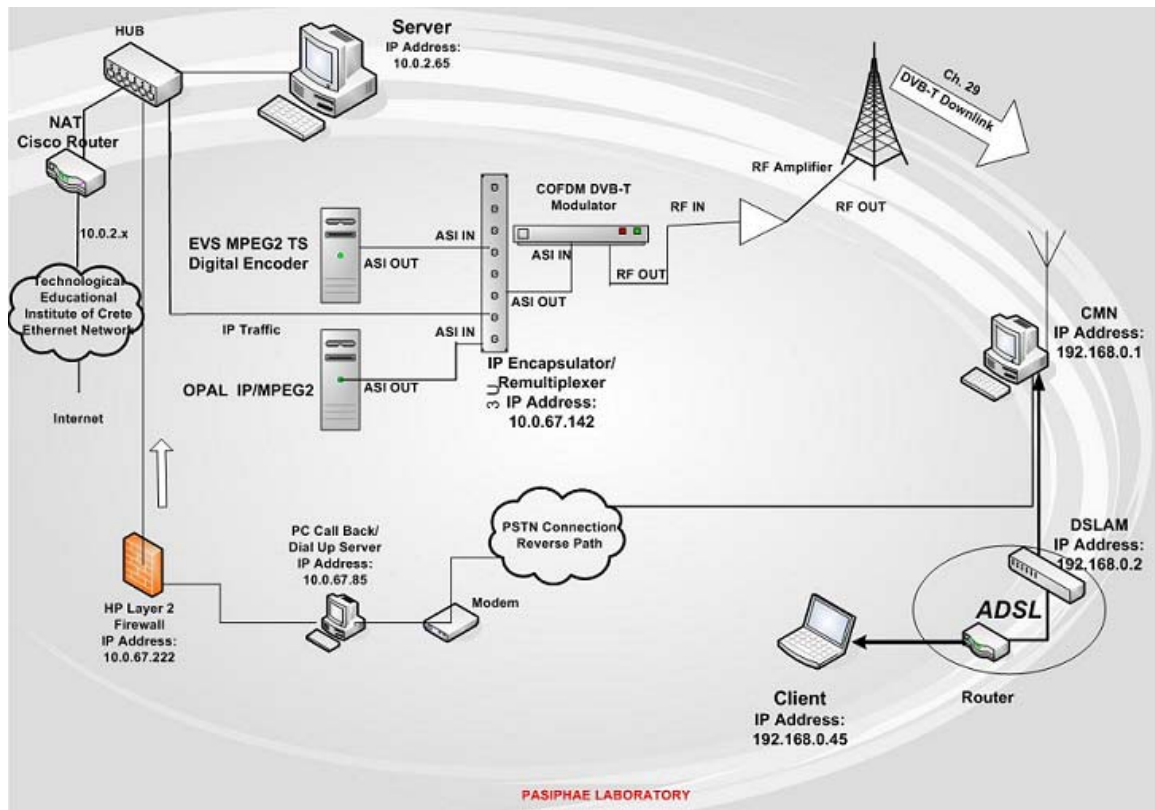 HUB
Server
IP Address:
10.0.2.65
NAT
Cisco Router
10.0.2.x
Technological
Educational
Institute of Crete
Ethernet Network
Internet
EVS MPEG2 TS
Digital Encoder
ASI OUT
ASI IN
IP Traffic
OPAL IP/MPEG2
ASI OUT
ASI IN
3 U
IP Encapsulator/
Remultiplexer
IP Address:
10.0.67.142
ASI OUT
COFDM DVB-T
Modulator
ASI IN
RF OUT
RF IN
RF Amplifier
RF OUT
Ch. 29
DVB-T Downlink
CMN
IP Address:
192.168.0.1
DSLAM
IP Address:
192.168.0.2
ADSL
Router
Client
IP Address:
192.168.0.45
PSTN Connection
Reverse Path
Modem
PC Call Back/
Dial Up Server
IP Address:
10.0.67.85
HP Layer 2
Firewall
IP Address:
10.0.67.222
PASIPHAE LABORATORY